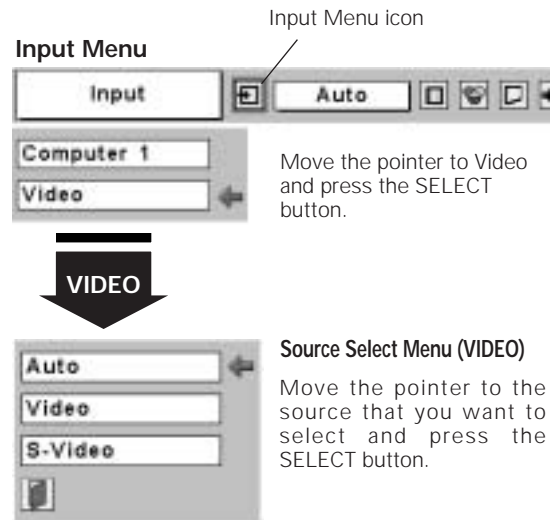 Input Menu icon
Input Menu
Input
Auto
Computer 1
Video
Move the pointer to Video
and press the SELECT
button.
VIDEO
Auto
Video
S-Video
Source Select Menu (VIDEO)
Move the pointer to the
source that you want to
select and press the
SELECT button.